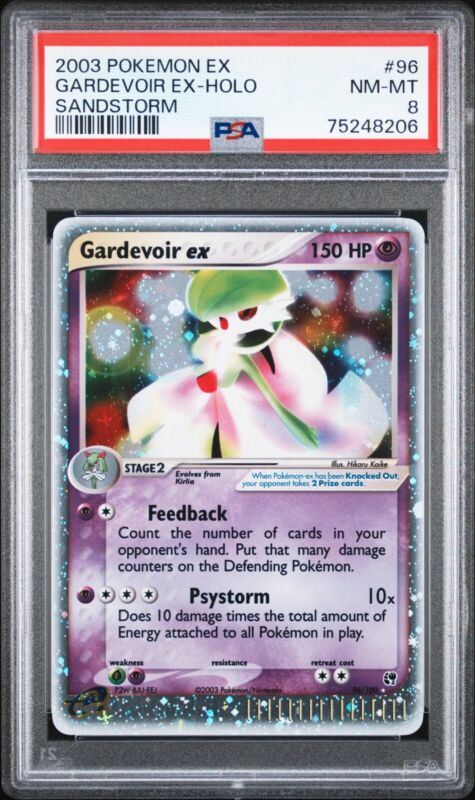 2003 POKEMON EX #96
GARDEVOIR EX-HOLO NM-MT
SANDSTORM 8
PSA 75248206
Gardevoir ex 150 HP
Illus. Hikaru Koike
STAGE2 Evolves from Kirlia
When Pokémon-ex has been Knocked Out,
your opponent takes 2 Prize cards.
Feedback
Count the number of cards in your
opponent's hand. Put that many damage
counters on the Defending Pokémon.
Psystorm 10x
Does 10 damage times the total amount of
Energy attached to all Pokémon in play.
weakness resistance retreat cost
©2003 Pokémon/Nintendo 96/100
PSA